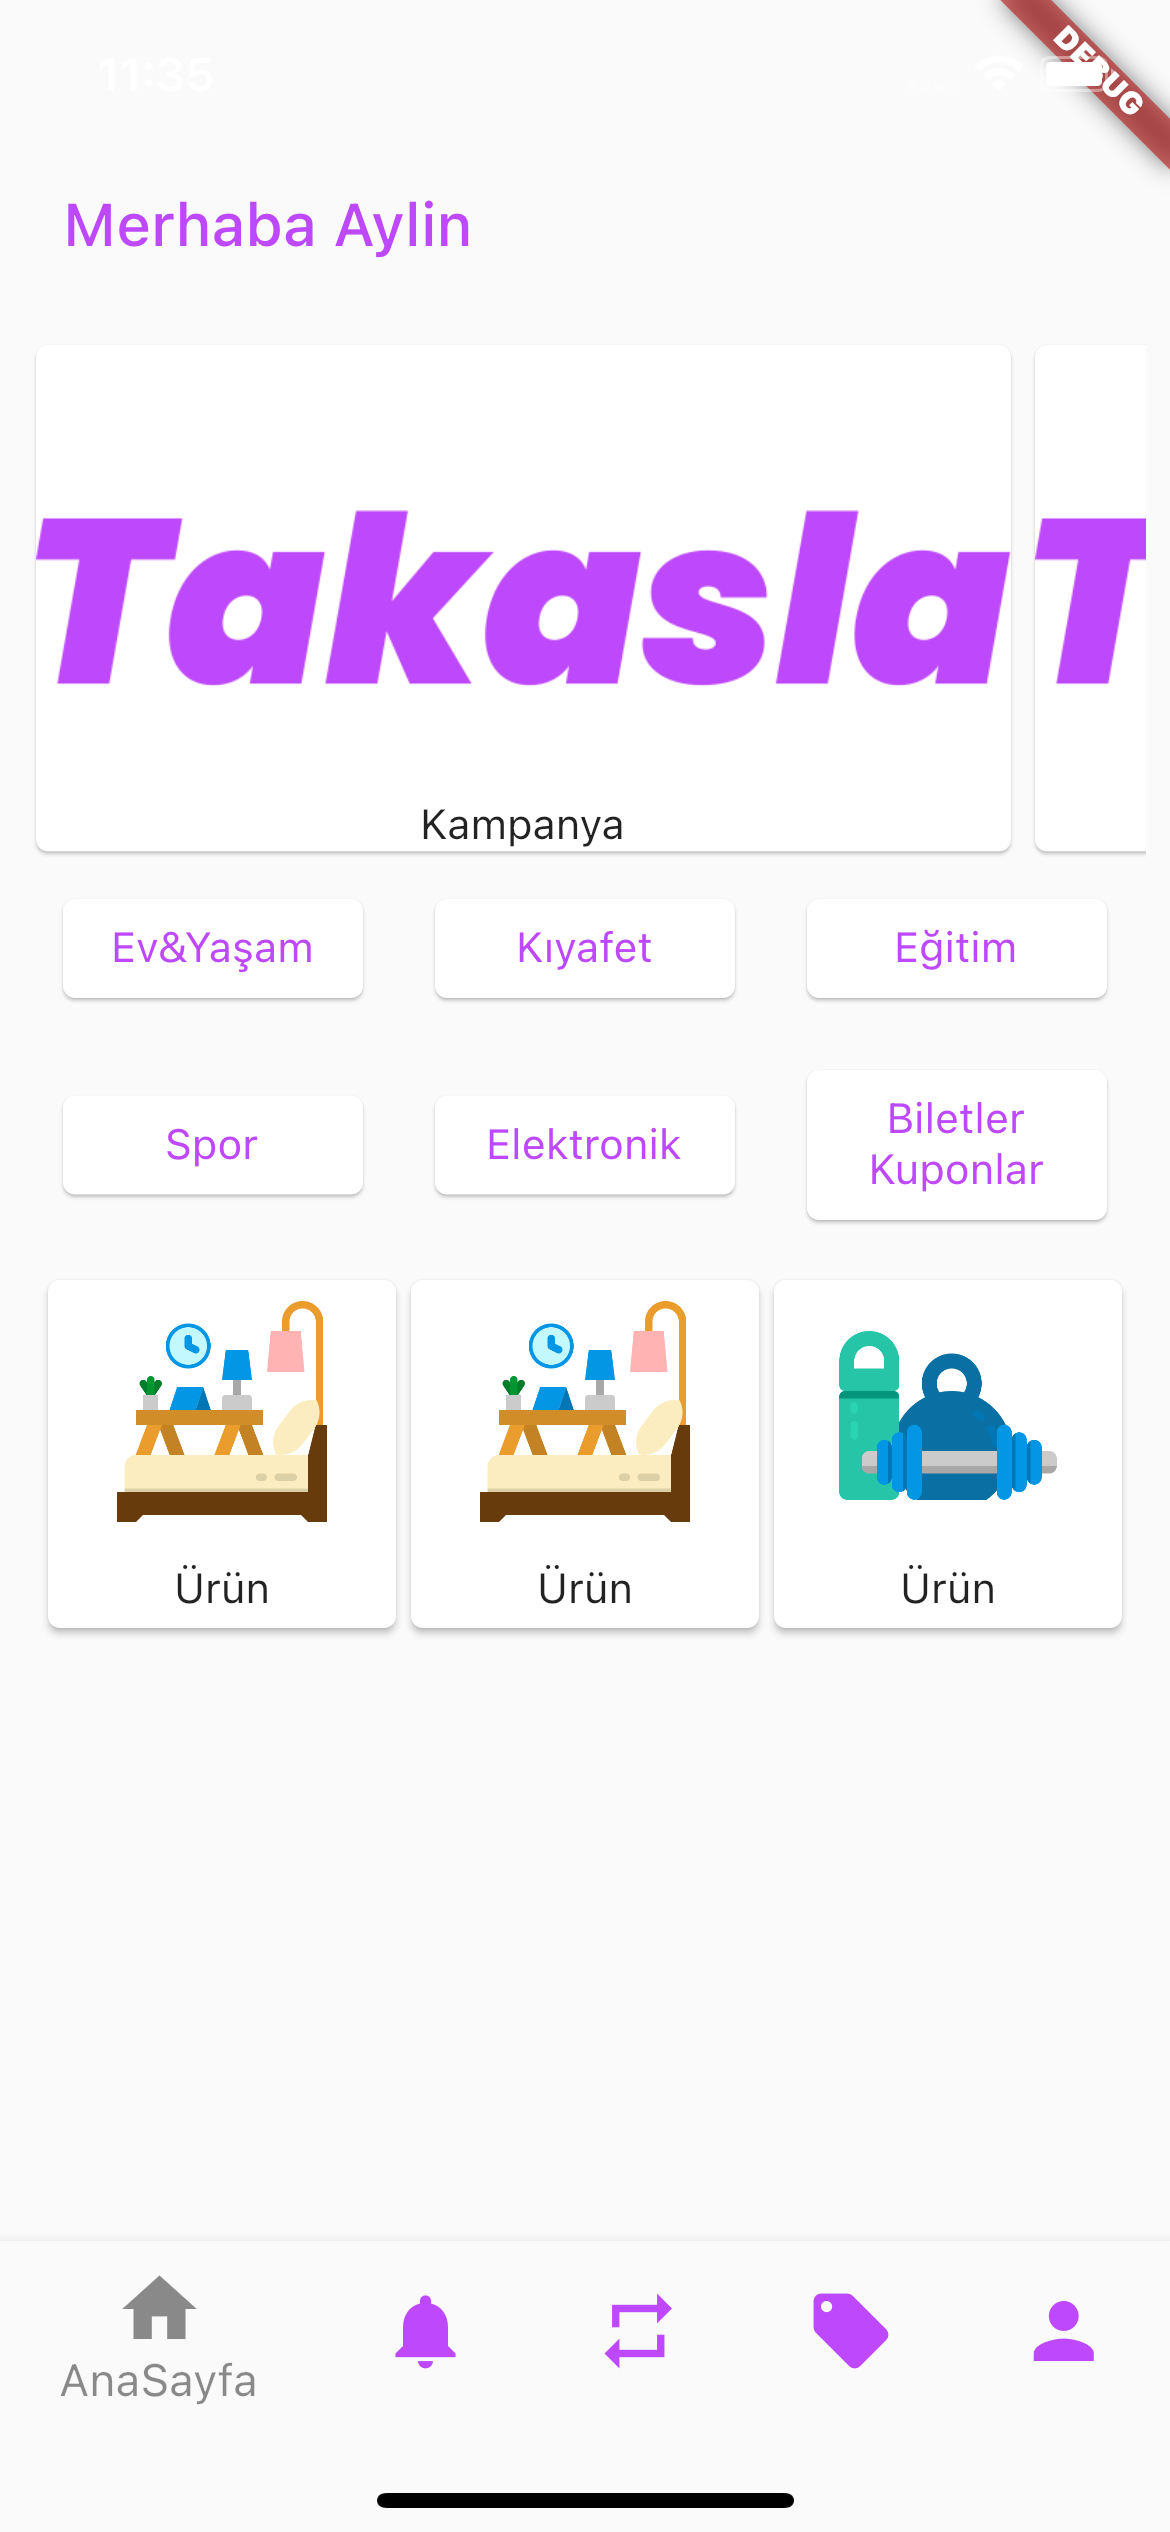 11:35
DEBUG
Merhaba Aylin
Takasla
T
Kampanya
Ev&Yaşam
Kıyafet
Eğitim
Spor
Elektronik
Biletler
Kuponlar
Ürün
Ürün
Ürün
AnaSayfa